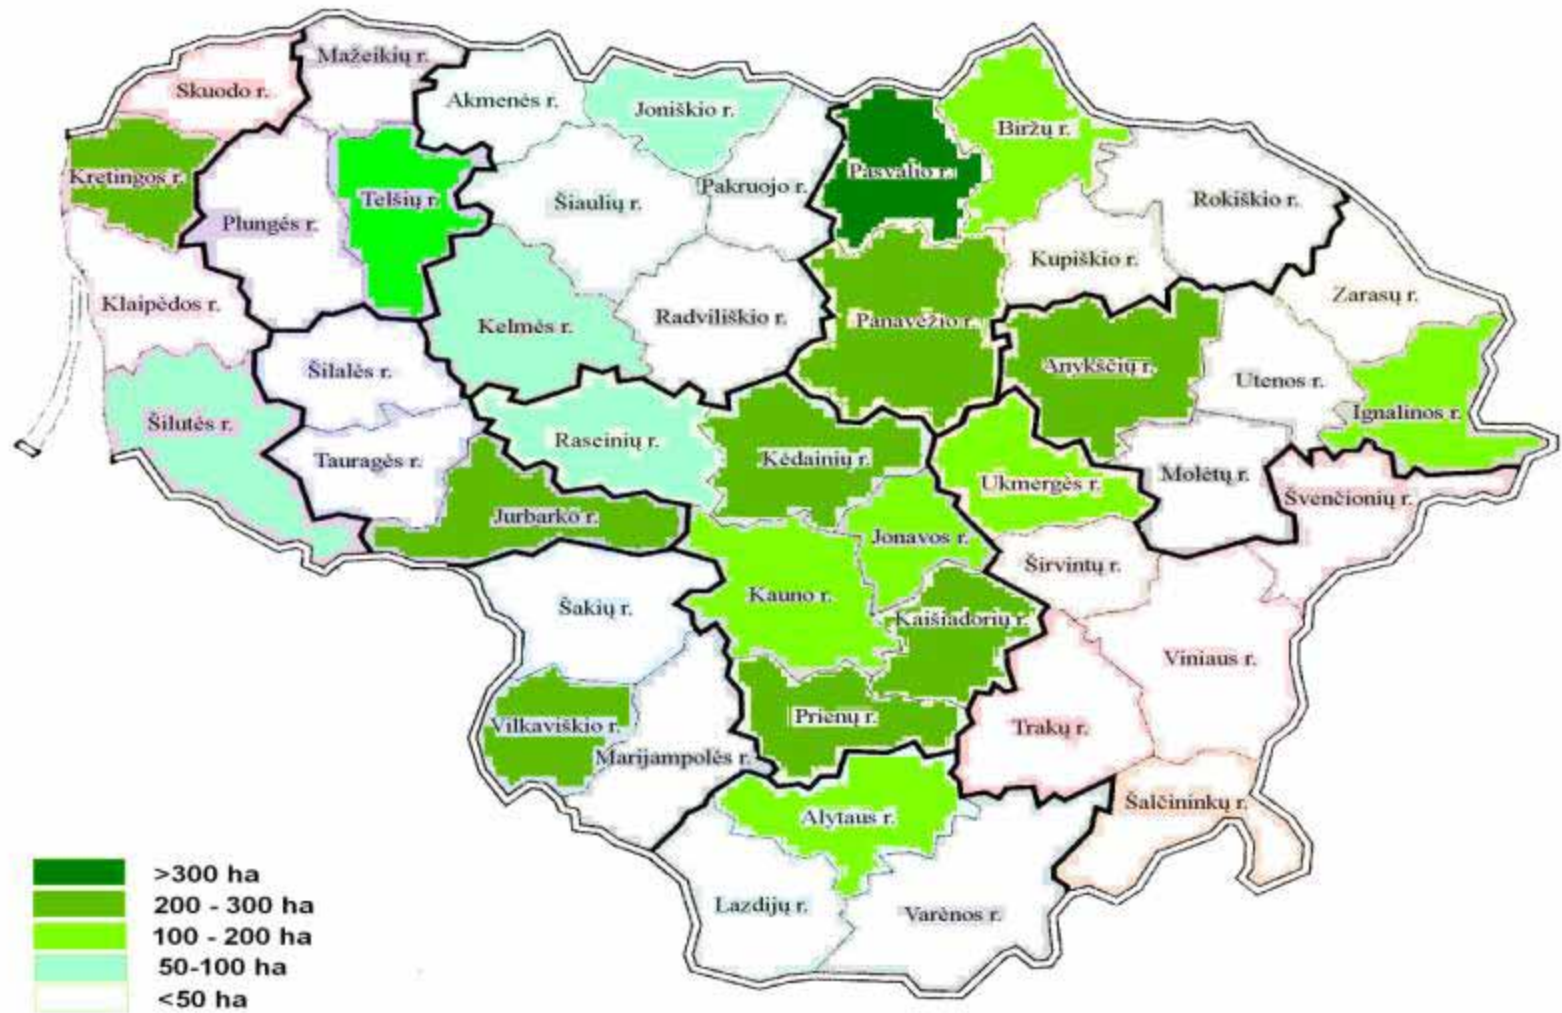 Mažeikių r.
Skuodo r.
Akmenės r.
Joniškio r.
Biržų r.
Kretingos r.
Pasvalio r.
Pakruojo r.
Telšių r.
Šiaulių r.
Rokiškio r.
Plungės r.
Kupiškio r.
Klaipėdos r.
Zarasų r.
Kelmės r.
Radviliškio r.
Panavėžio r.
Šilalės r.
Anykščių r.
Utenos r.
Ignalinos r.
Šilutės r.
Raseinių r.
Tauragės r.
Kėdainių r.
Ukmergės r.
Molėtų r.
Švenčionių r.
Jurbarko r.
Jonavos r.
Širvintų r.
Šakių r.
Kauno r.
Kaišiadorių r.
Viniaus r.
Vilkaviškio r.
Prienų r.
Trakų r.
Marijampolės r.
Alytaus r.
Šalčininkų r.
Lazdijų r.
Varėnos r.
>300 ha
200 - 300 ha
100 - 200 ha
50-100 ha
<50 ha